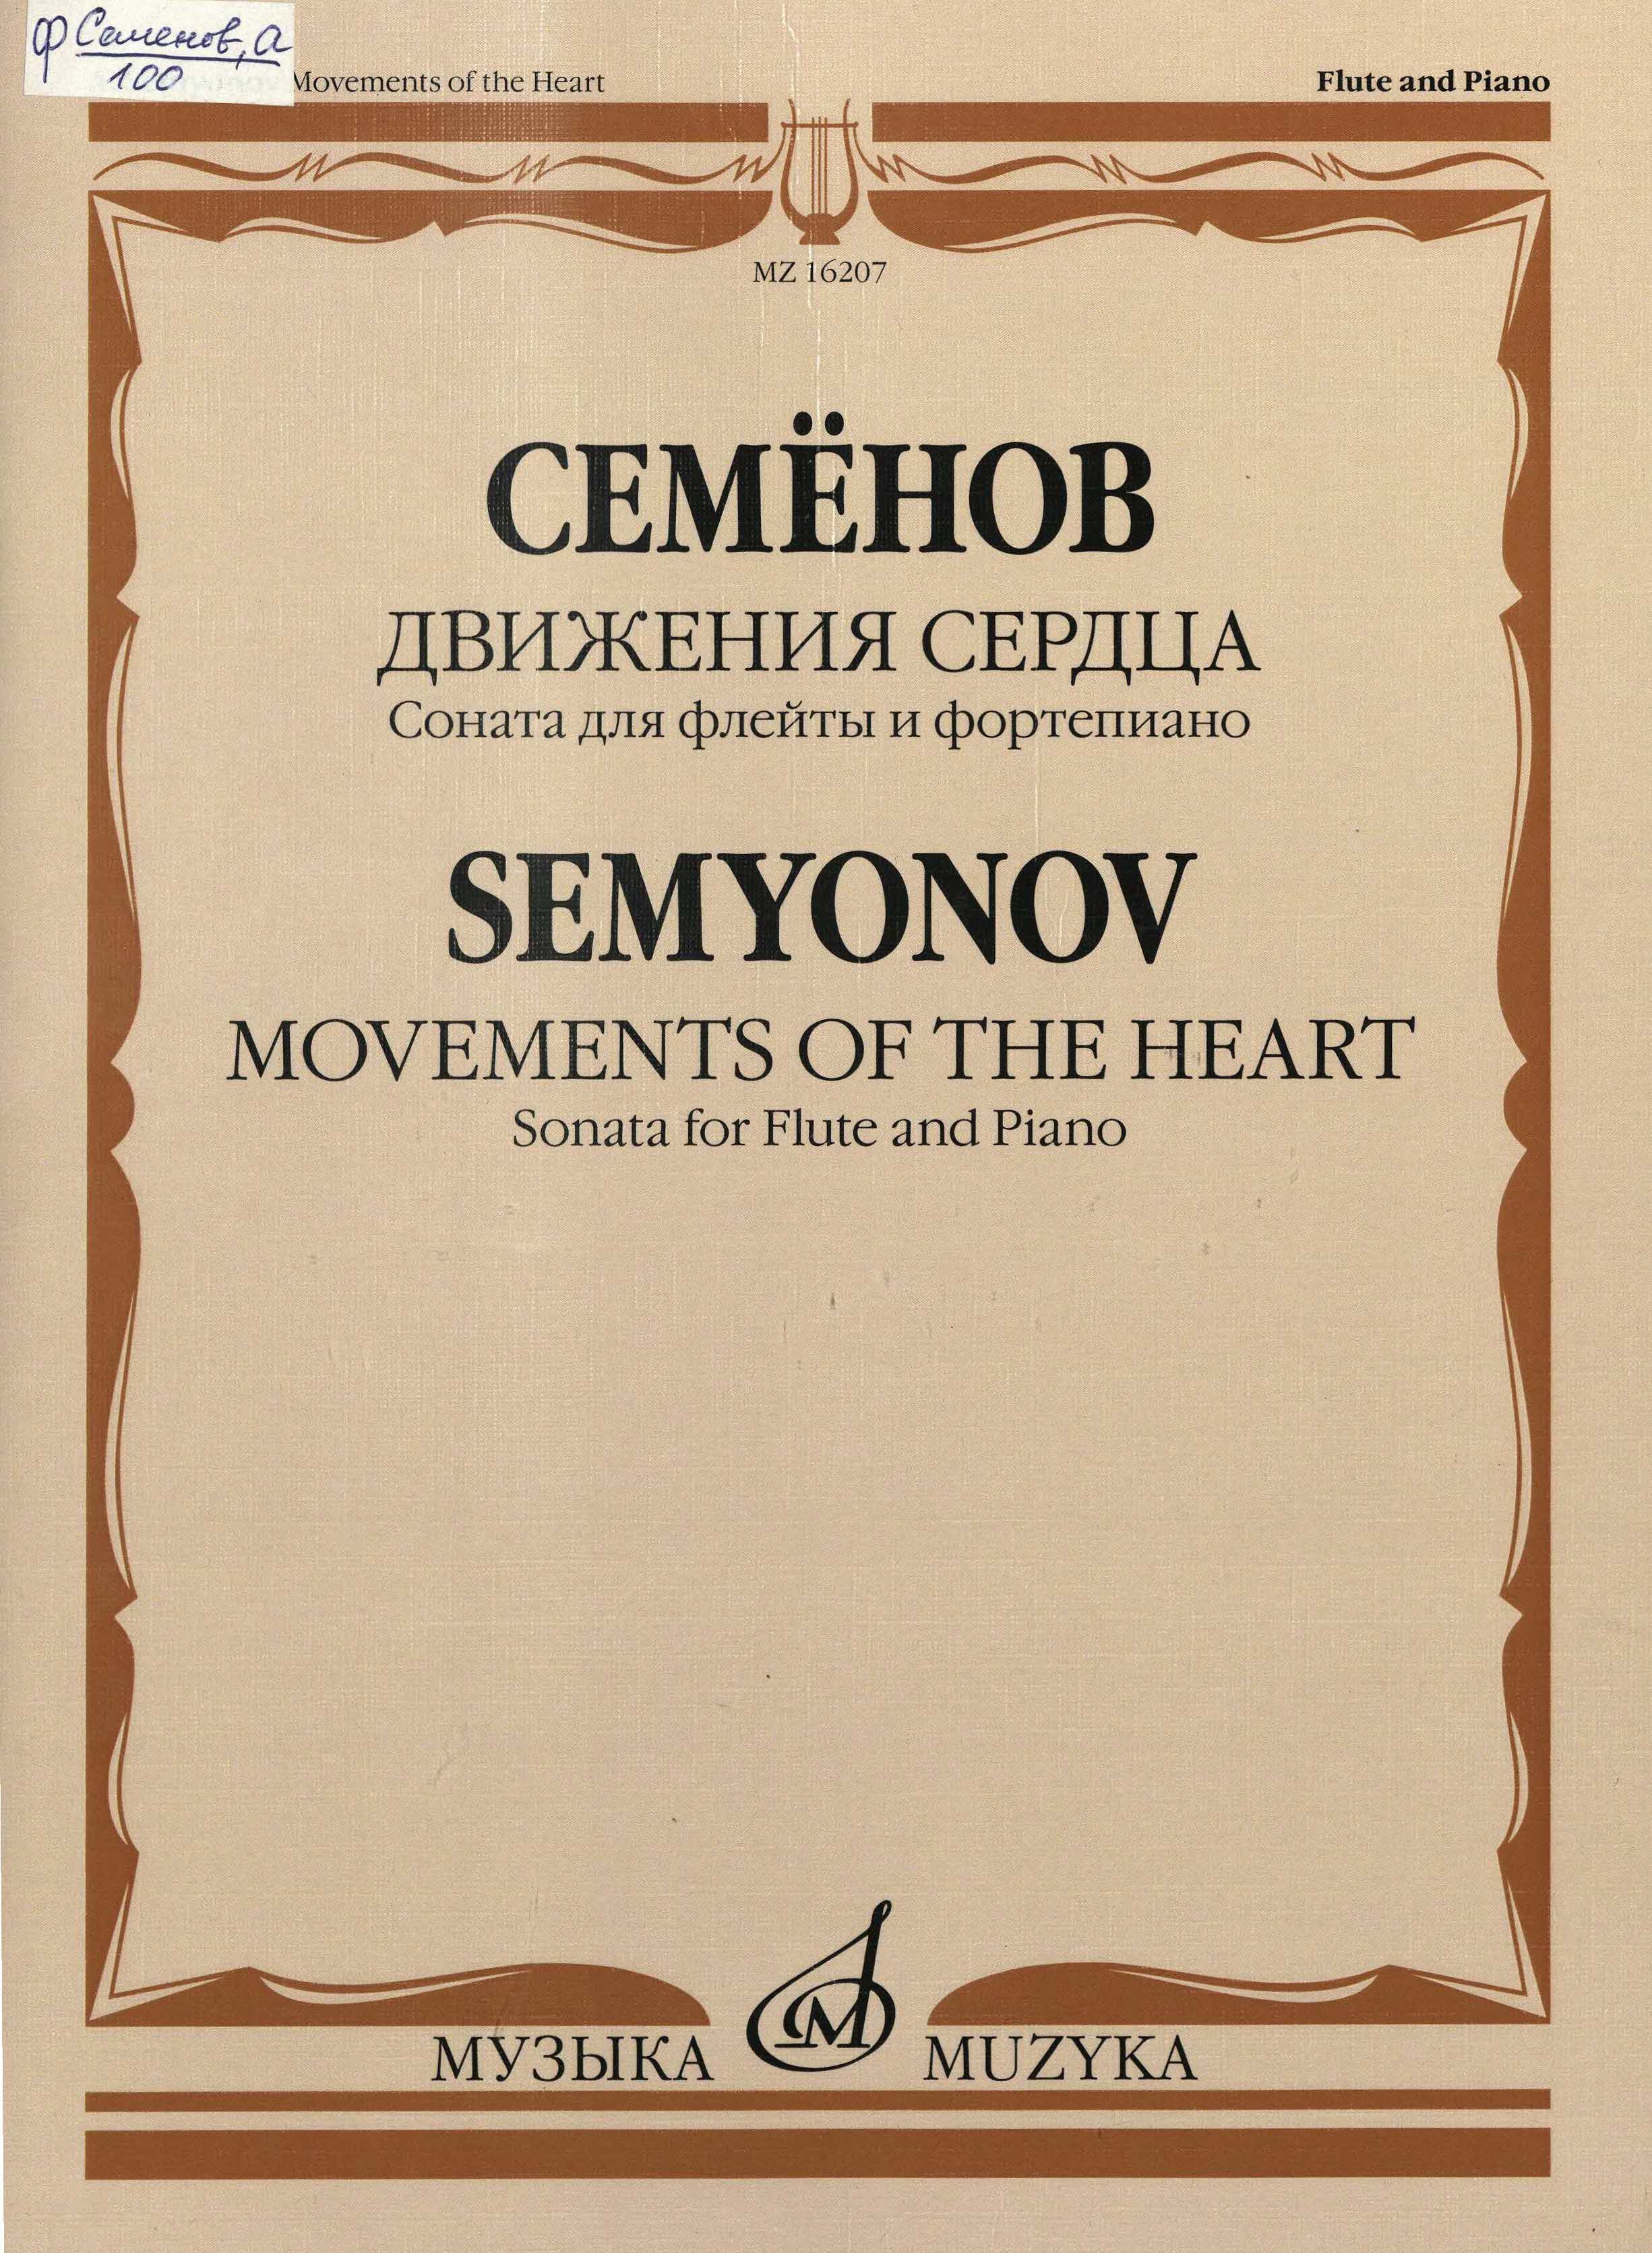 ф Семенов, А
100
Movements of the Heart
Flute and Piano
MZ 16207
СЕМЁНОВ
ДВИЖЕНИЯ СЕРДЦА
Соната для флейты и фортепиано
SEMYONOV
MOVEMENTS OF THE HEART
Sonata for Flute and Piano
М
МУЗЫКА MUZYKA